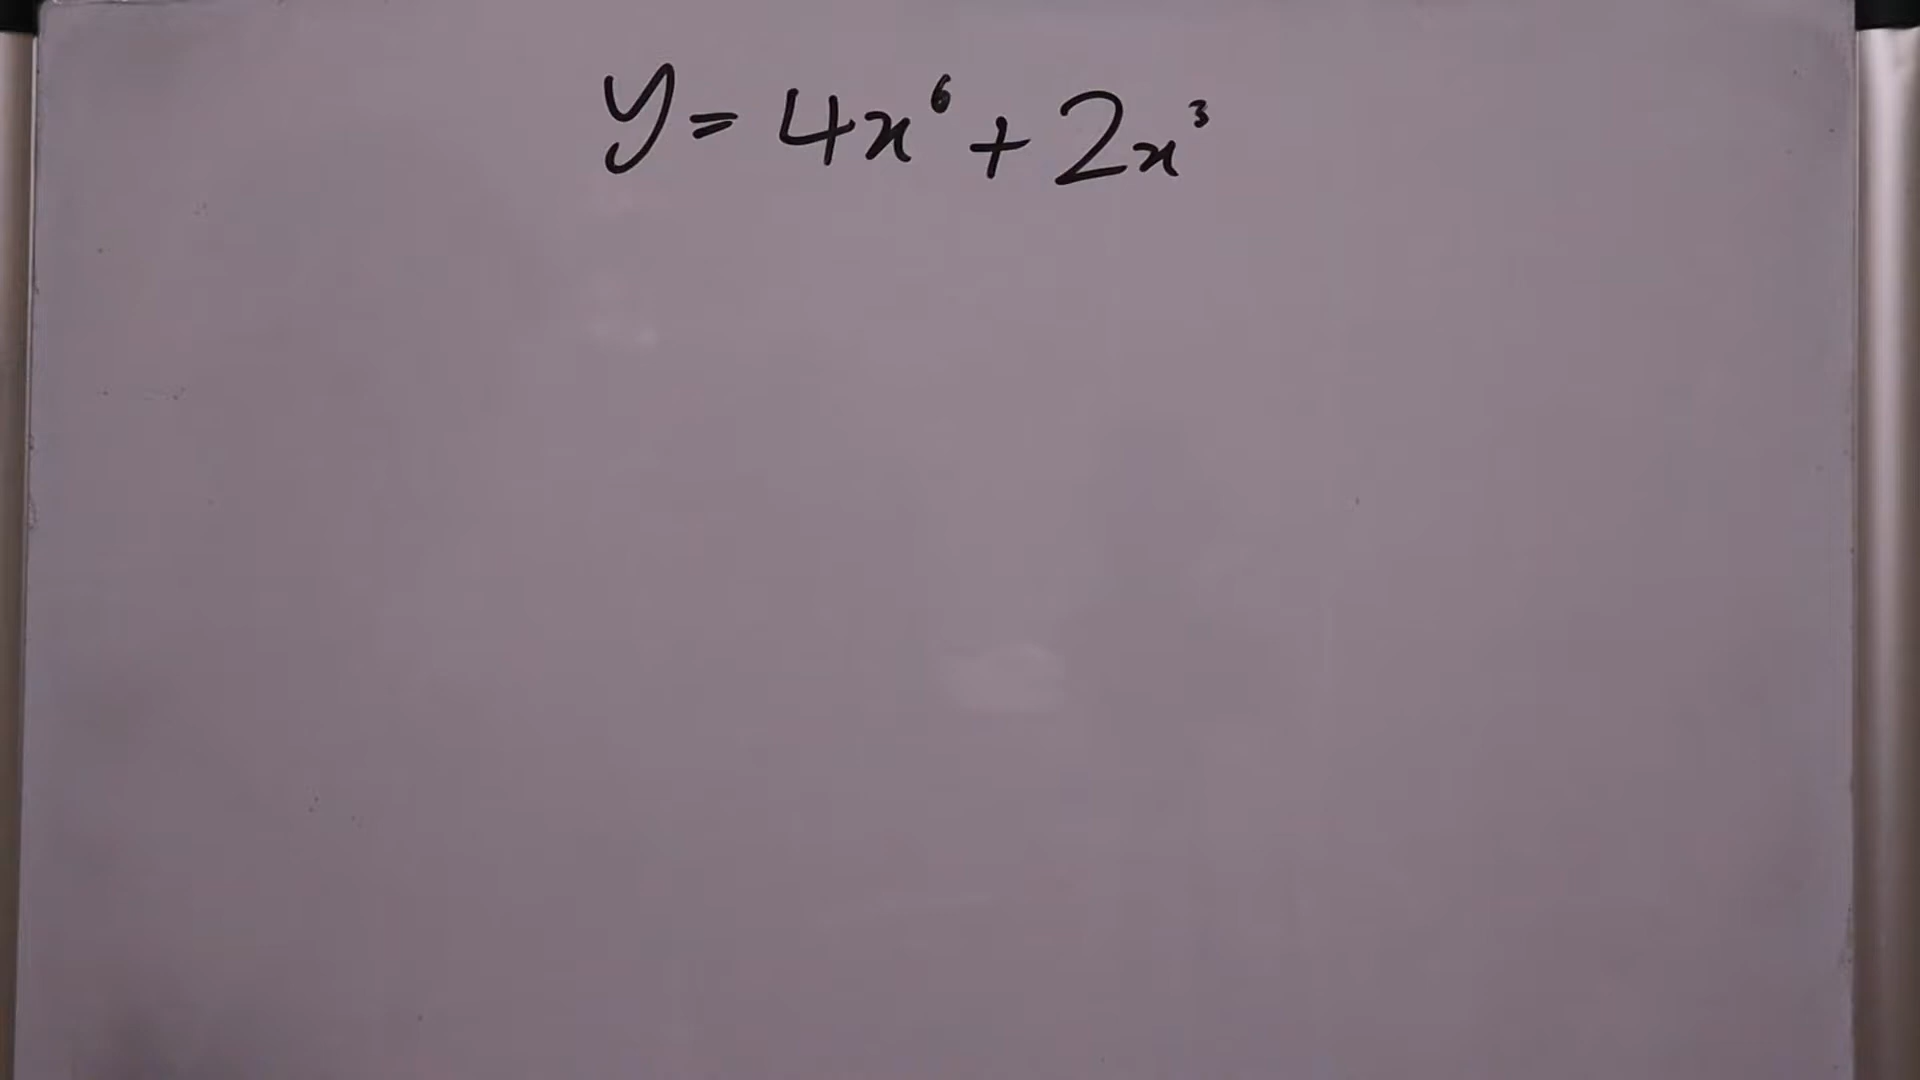 y = 4x⁶ + 2x³